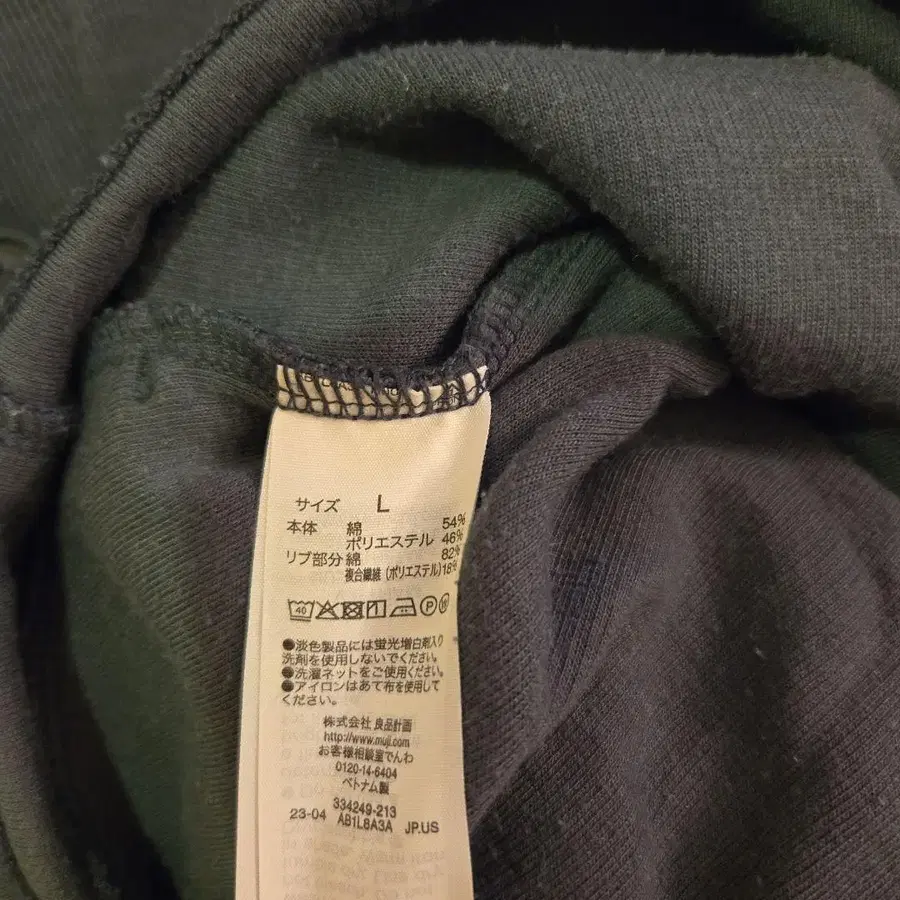 サイズ L
本体 綿 54%
ポリエステル 46%
リブ部分 綿 82%
複合繊維(ポリエステル)18%
40
P W
●淡色製品には蛍光増白剤入り
洗剤を使用しないでください。
●洗濯ネットをご使用ください。
●アイロンはあて布を使用して
ください。
株式会社 良品計画
http://www.muji.com
お客様相談室でんわ
0120-14-6404
ベトナム製
334249-213
23-04 AB1L8A3A JP.US